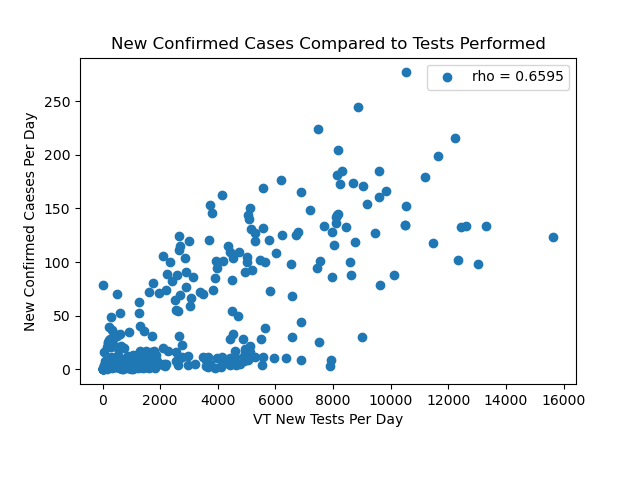 New Confirmed Cases Compared to Tests Performed
rho = 0.6595
New Confirmed Caeses Per Day
250
200
150
100
50
0
0 2000 4000 6000 8000 10000 12000 14000 16000
VT New Tests Per Day